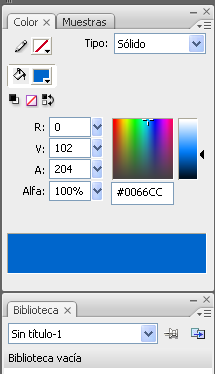 Color Muestras
Tipo: Sólido
R: 0
V: 102
A: 204
Alfa: 100% #0066CC
Biblioteca
Sin título-1
Biblioteca vacía